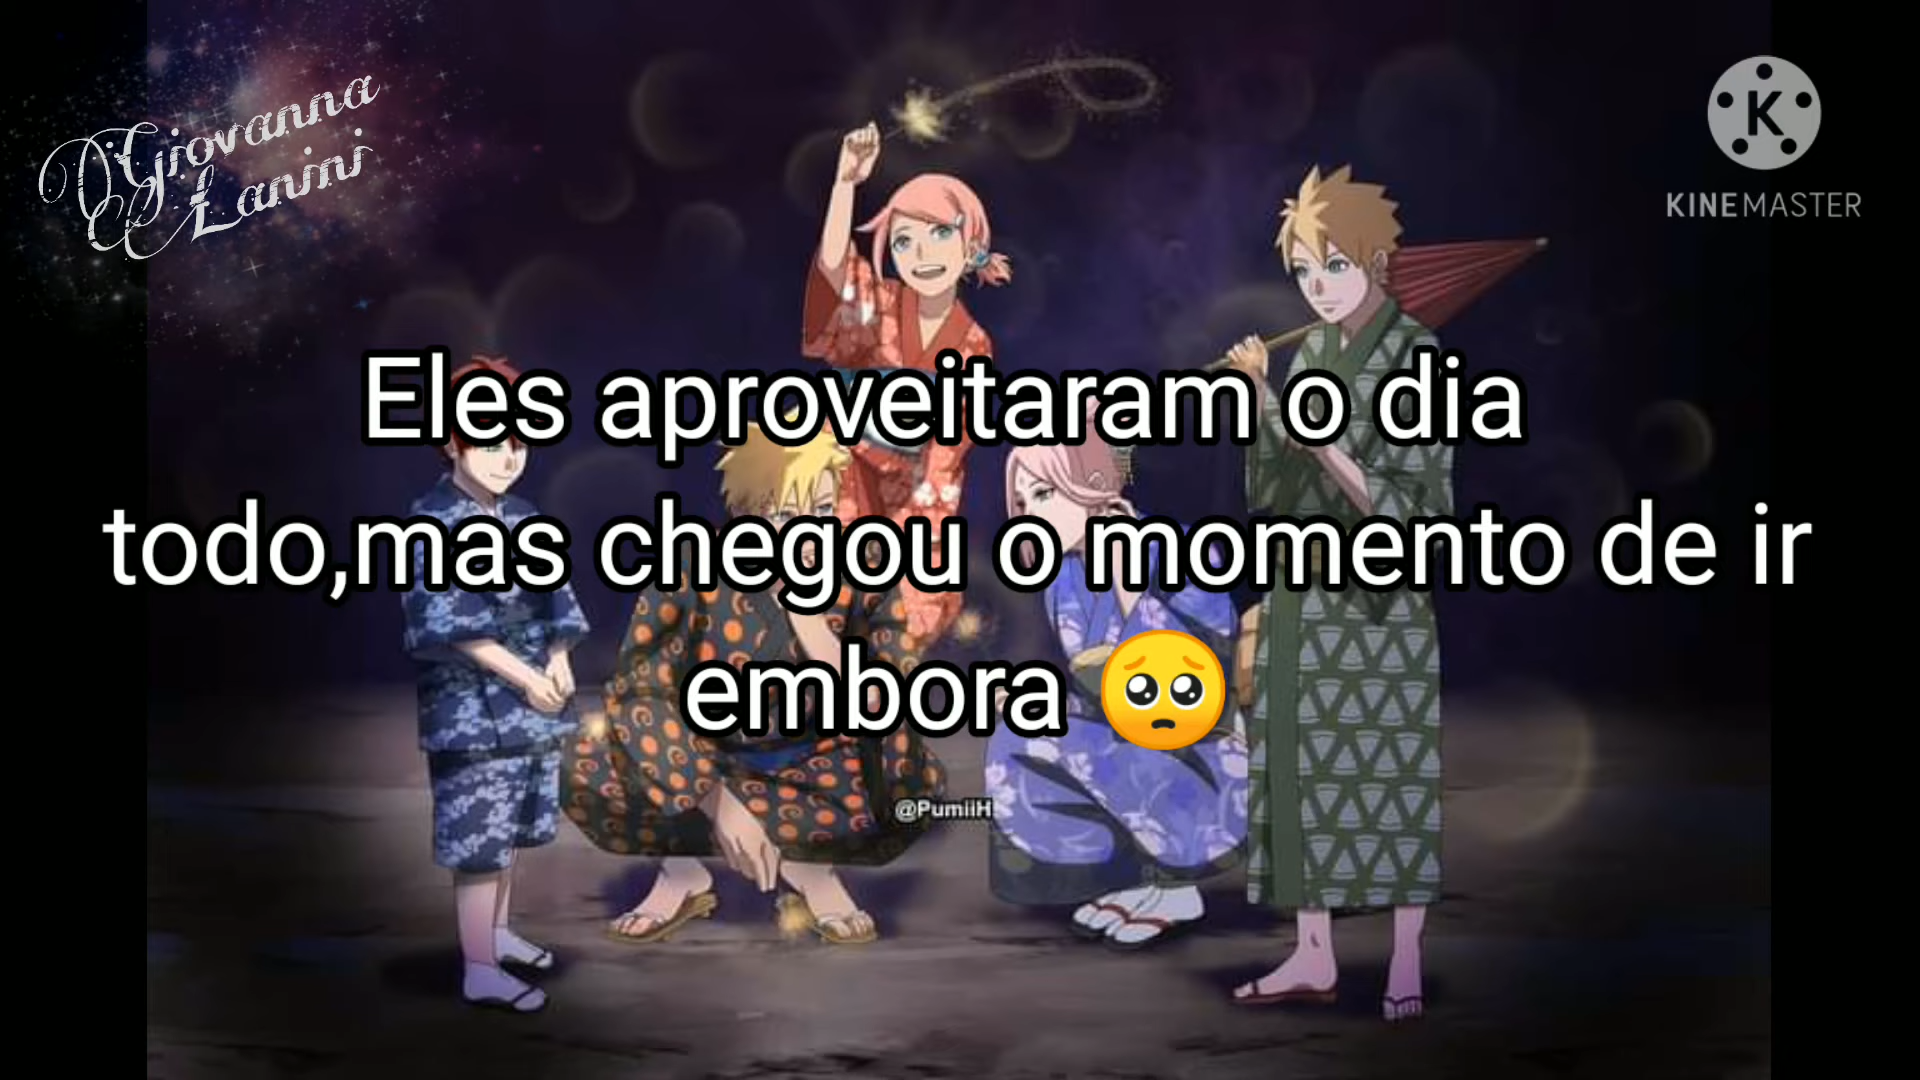 Giovanna
Lanini
K
KINEMASTER
Eles aproveitaram o dia
todo,mas chegou o momento de ir
embora 🥺
@PumiiH